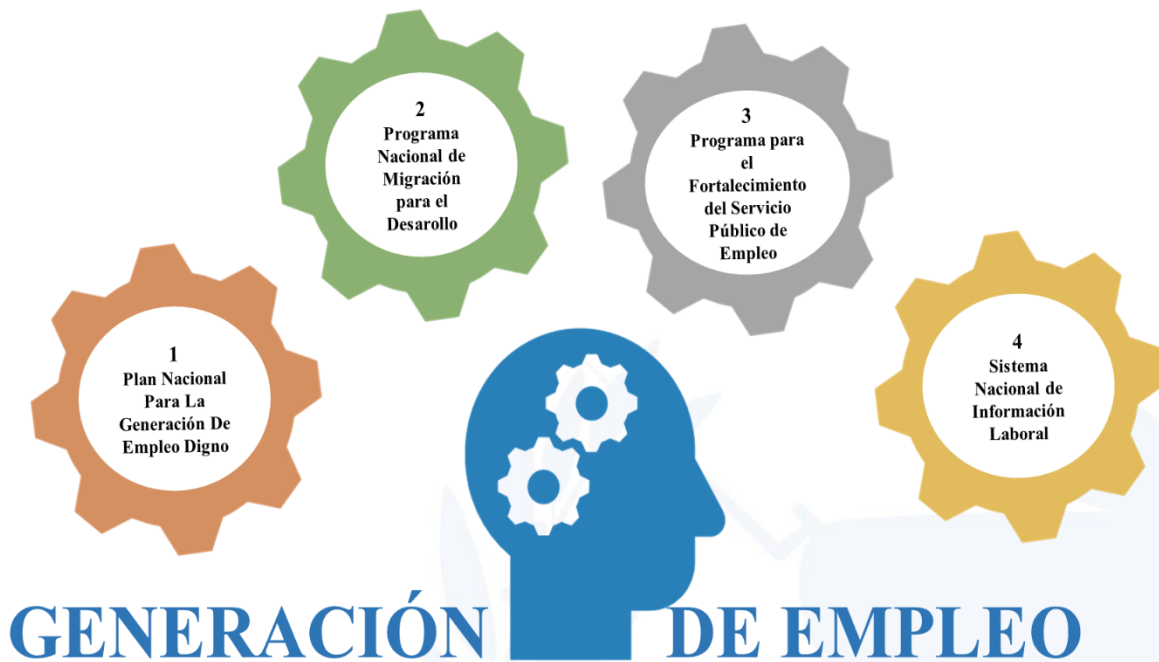 1
Plan Nacional
Para La
Generación De
Empleo Digno
2
Programa
Nacional de
Migración
para el
Desarollo
3
Programa para
el
Fortalecimiento
del Servicio
Público de
Empleo
4
Sistema
Nacional de
Información
Laboral
GENERACIÓN DE EMPLEO